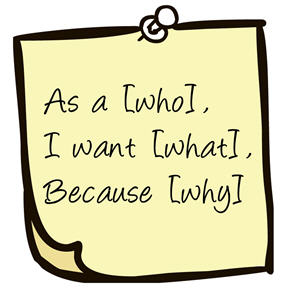 As a [who],
I want [what],
Because [why]